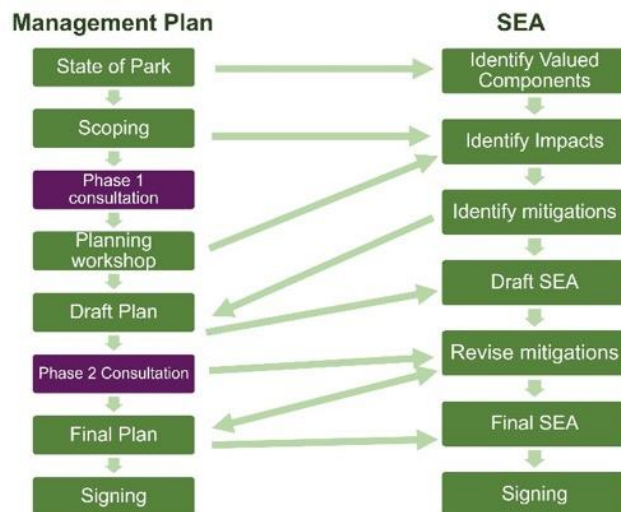 Management Plan
State of Park
Scoping
Phase 1
consultation
Planning
workshop
Draft Plan
Phase 2 Consultation
Final Plan
Signing
SEA
Identify Valued
Components
Identify Impacts
Identify mitigations
Draft SEA
Revise mitigations
Final SEA
Signing